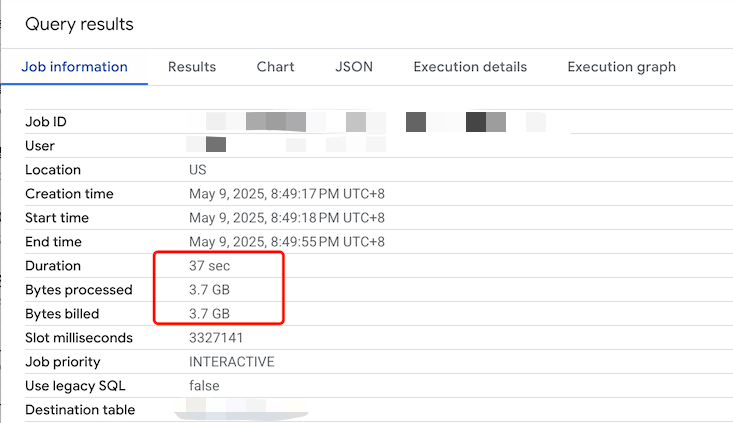 Query results
Job information Results Chart JSON Execution details Execution graph
Job ID
User
Location US
Creation time May 9, 2025, 8:49:17 PM UTC+8
Start time May 9, 2025, 8:49:18 PM UTC+8
End time May 9, 2025, 8:49:55 PM UTC+8
Duration 37 sec
Bytes processed 3.7 GB
Bytes billed 3.7 GB
Slot milliseconds 3327141
Job priority INTERACTIVE
Use legacy SQL false
Destination table